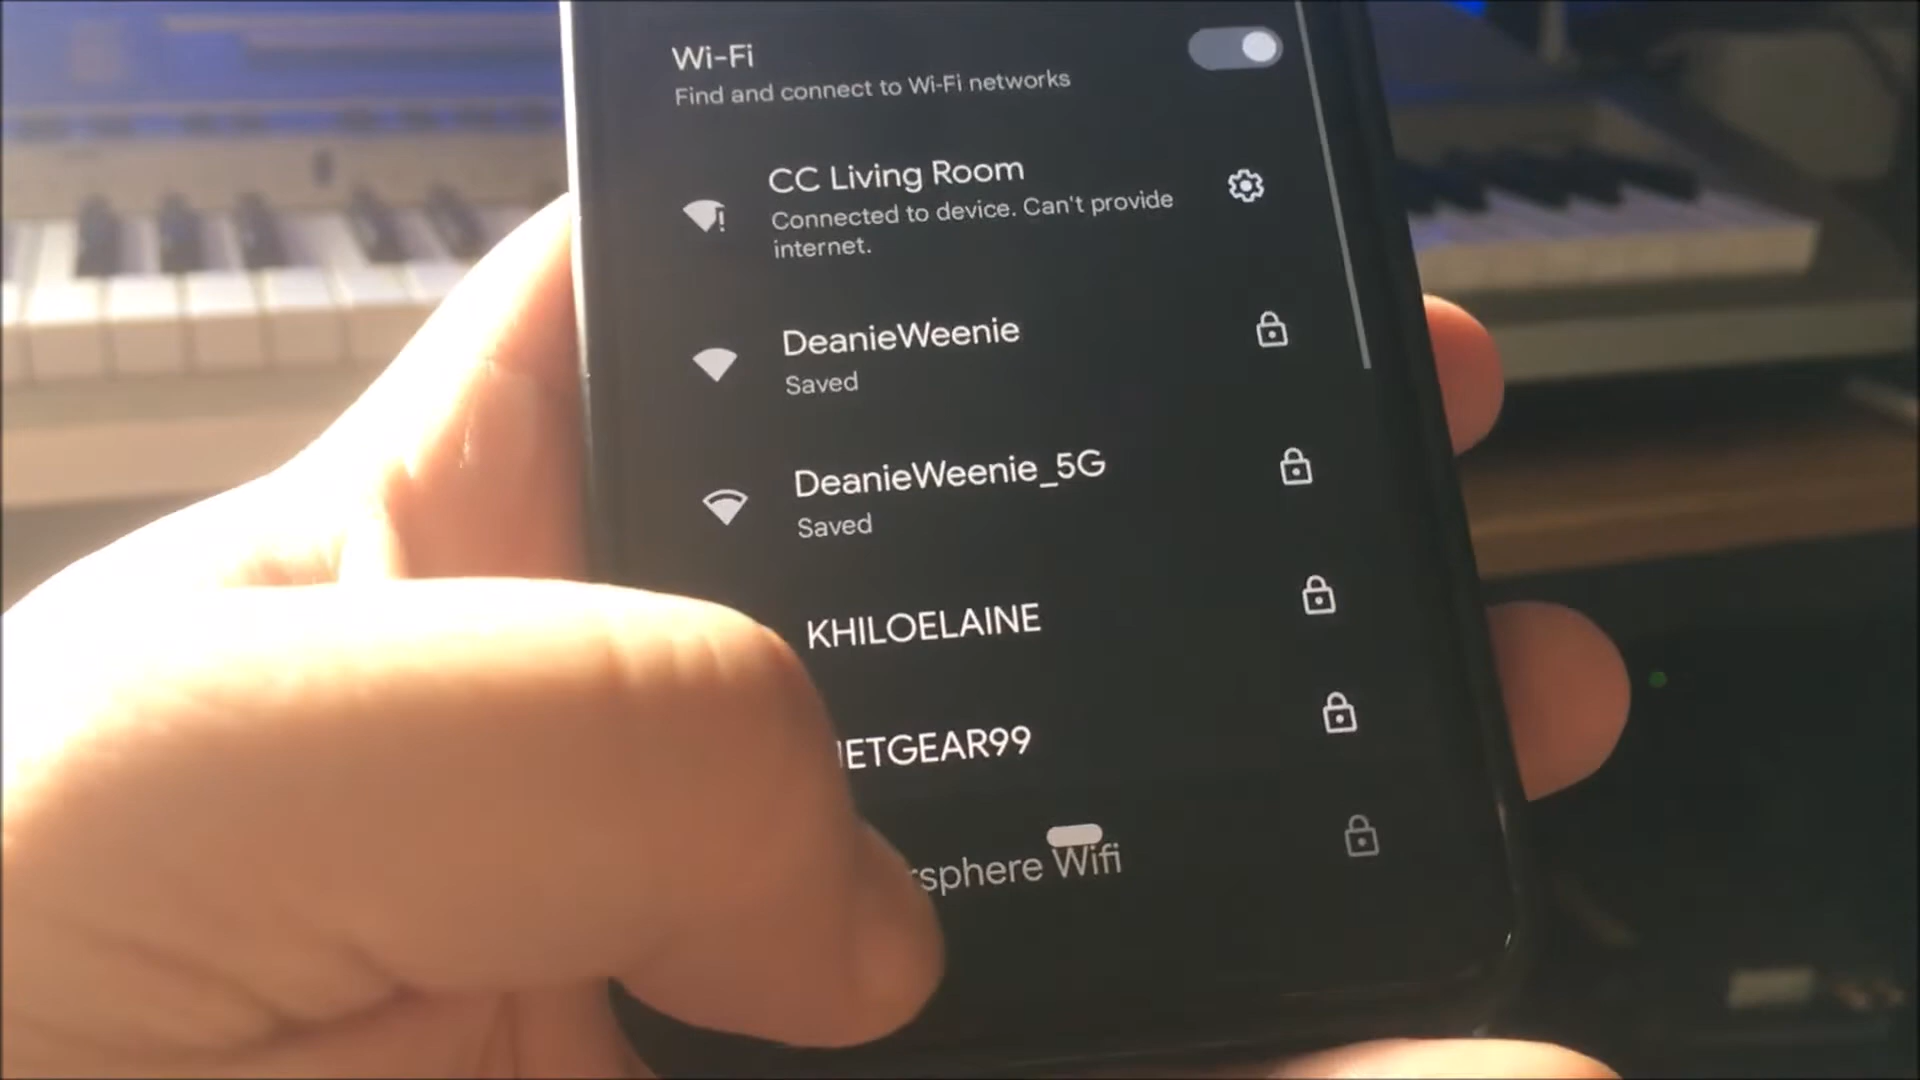 Wi-Fi
Find and connect to Wi-Fi networks
CC Living Room
Connected to device. Can't provide
internet.
DeanieWeenie
Saved
DeanieWeenie_5G
Saved
KHILOELAINE
ETGEAR99
sphere Wifi